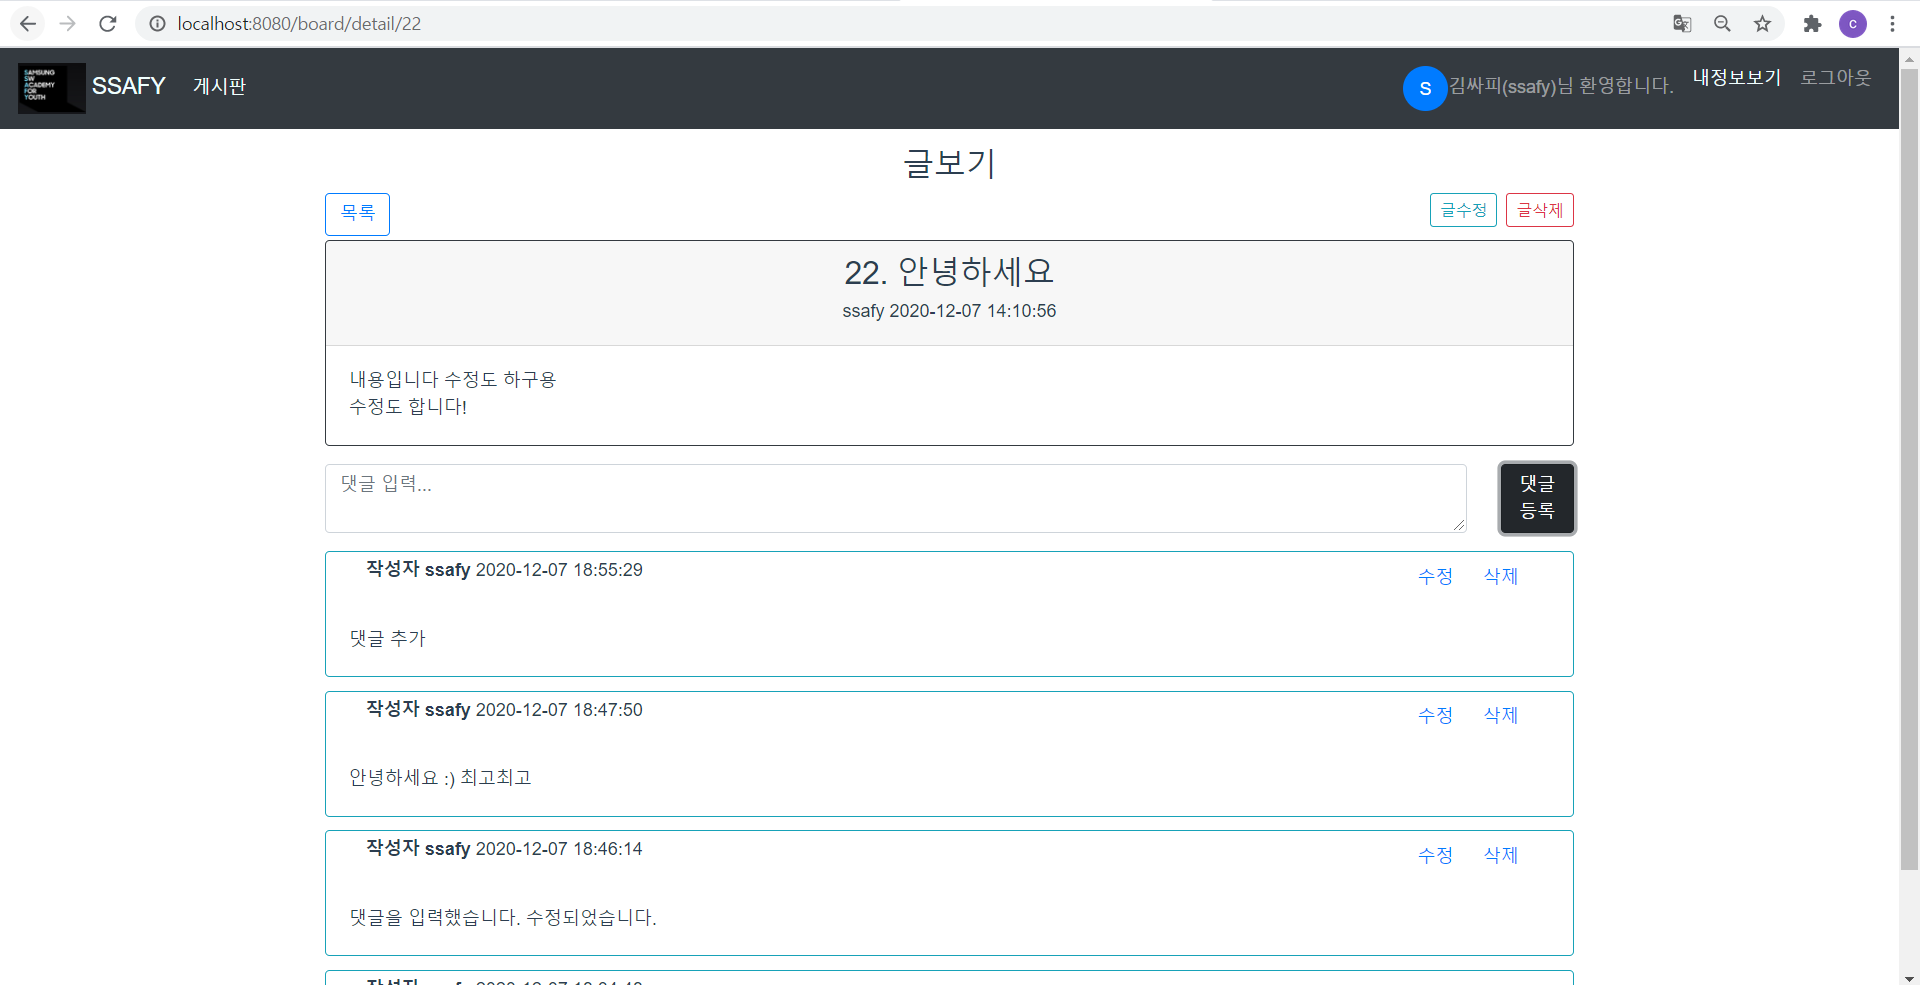 localhost:8080/board/detail/22
C
SAMSUNG
SW
ACADEMY
FOR
YOUTH
SSAFY 게시판
S 김싸피(ssafy)님 환영합니다. 내정보보기 로그아웃
글보기
목록 글수정 글삭제
22. 안녕하세요
ssafy 2020-12-07 14:10:56
내용입니다 수정도 하구용
수정도 합니다!
댓글 입력...
댓글
등록
작성자 ssafy 2020-12-07 18:55:29 수정 삭제
댓글 추가
작성자 ssafy 2020-12-07 18:47:50 수정 삭제
안녕하세요 :) 최고최고
작성자 ssafy 2020-12-07 18:46:14 수정 삭제
댓글을 입력했습니다. 수정되었습니다.
작성자 ssafy